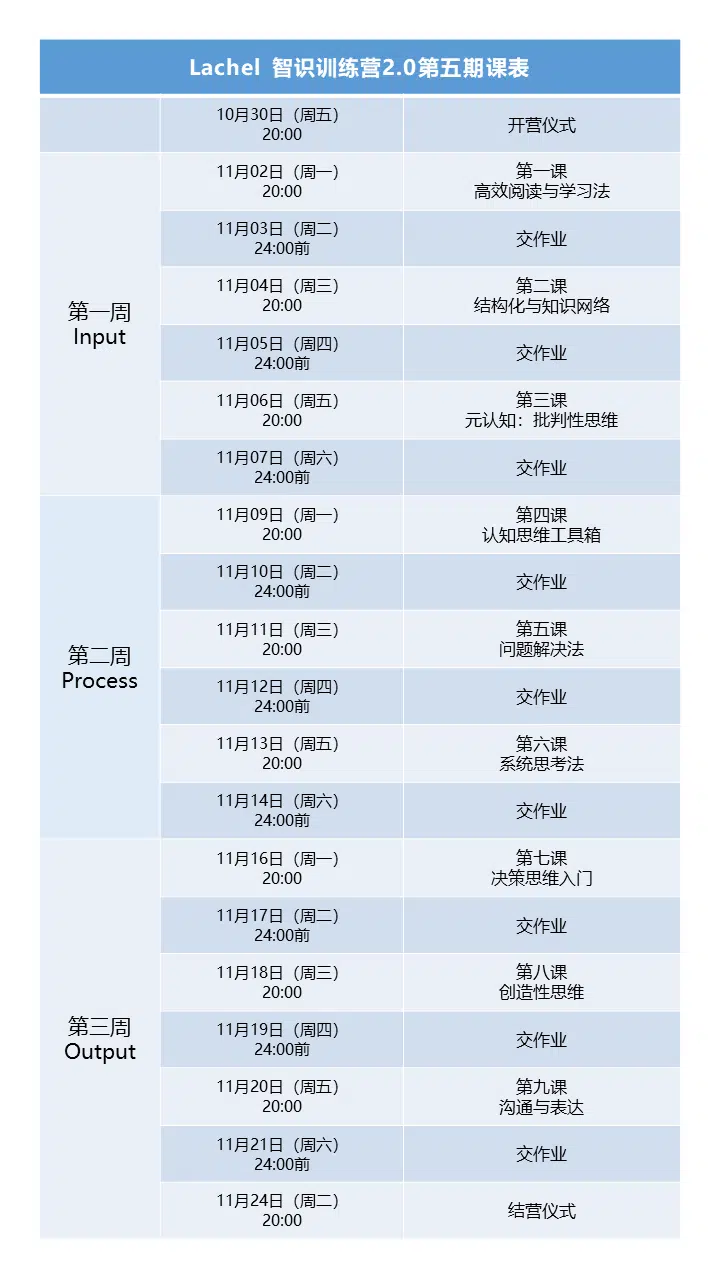 Lachel 智识训练营2.0第五期课表
10月30日（周五）
20:00
开营仪式
第一周
Input
11月02日（周一）
20:00
第一课
高效阅读与学习法
11月03日（周二）
24:00前
交作业
11月04日（周三）
20:00
第二课
结构化与知识网络
11月05日（周四）
24:00前
交作业
11月06日（周五）
20:00
第三课
元认知：批判性思维
11月07日（周六）
24:00前
交作业
第二周
Process
11月09日（周一）
20:00
第四课
认知思维工具箱
11月10日（周二）
24:00前
交作业
11月11日（周三）
20:00
第五课
问题解决法
11月12日（周四）
24:00前
交作业
11月13日（周五）
20:00
第六课
系统思考法
11月14日（周六）
24:00前
交作业
第三周
Output
11月16日（周一）
20:00
第七课
决策思维入门
11月17日（周二）
24:00前
交作业
11月18日（周三）
20:00
第八课
创造性思维
11月19日（周四）
24:00前
交作业
11月20日（周五）
20:00
第九课
沟通与表达
11月21日（周六）
24:00前
交作业
11月24日（周二）
20:00
结营仪式